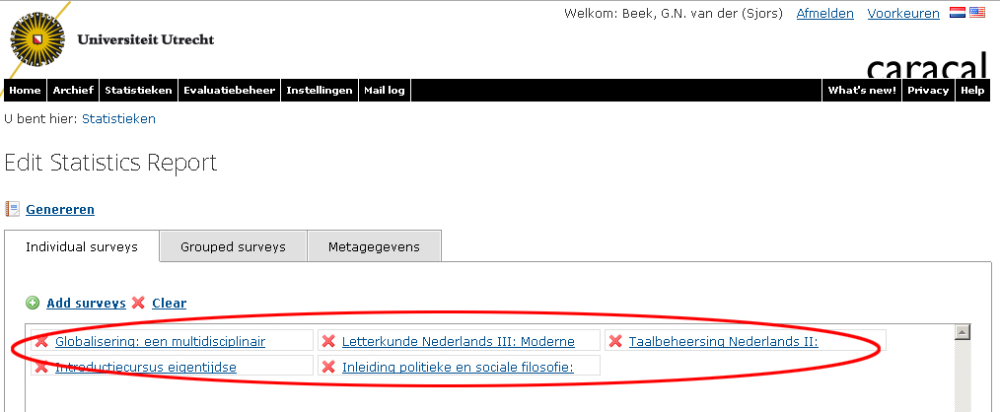 Welkom: Beek, G.N. van der (Sjors) Afmelden Voorkeuren
Universiteit Utrecht
caracal
Home Archief Statistieken Evaluatiebeheer Instellingen Mail log What's new! Privacy Help
U bent hier: Statistieken
Edit Statistics Report
Genereren
Individual surveys Grouped surveys Metagegevens
Add surveys Clear
Globalisering: een multidisciplinair Letterkunde Nederlands III: Moderne Taalbeheersing Nederlands II:
Introductiecursus eigentijdse Inleiding politieke en sociale filosofie: